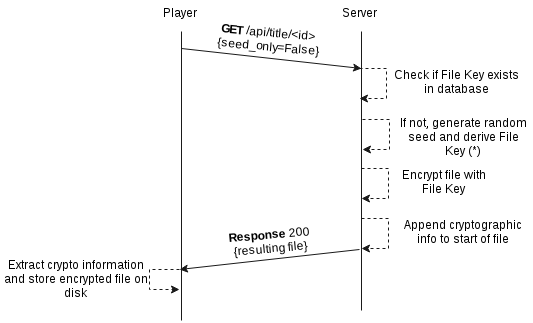 Player
Server
GET /api/title/<id>
{seed_only=False}
Check if File Key exists
in database
If not, generate random
seed and derive File
Key (*)
Encrypt file with
File Key
Append cryptographic
info to start of file
Response 200
{resulting file}
Extract crypto information
and store encrypted file on
disk